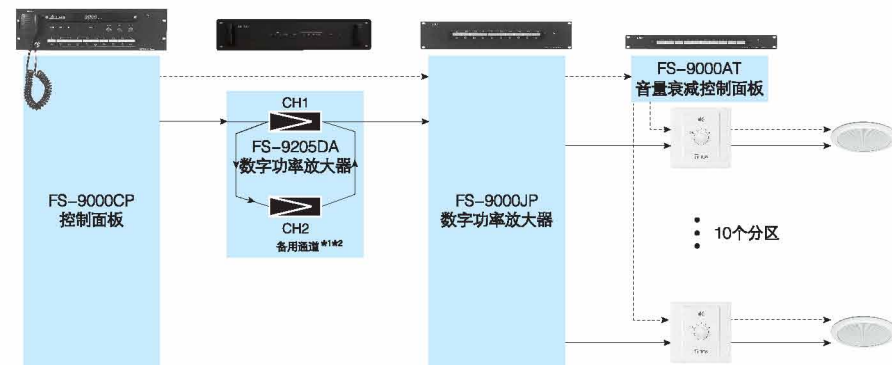 FS-9000CP
控制面板
CH1
FS-9205DA
数字功率放大器
CH2
备用通道*1*2
FS-9000JP
数字功率放大器
FS-9000AT
音量衰减控制面板
10个分区